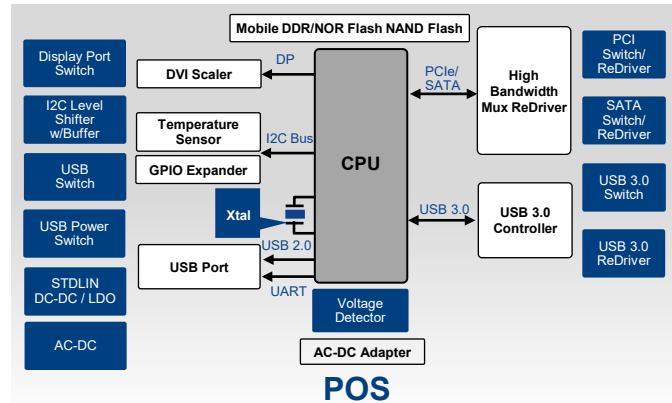 Mobile DDR/NOR Flash NAND Flash
Display Port
Switch
I2C Level
Shifter
w/Buffer
USB
Switch
USB Power
Switch
STDLIN
DC-DC / LDO
AC-DC
DVI Scaler
DP
Temperature
Sensor
I2C Bus
GPIO Expander
Xtal
USB 2.0
USB Port
UART
CPU
Voltage
Detector
AC-DC Adapter
PCIe/
SATA
High
Bandwidth
Mux ReDriver
USB 3.0
USB 3.0
Controller
PCI
Switch/
ReDriver
SATA
Switch/
ReDriver
USB 3.0
Switch
USB 3.0
ReDriver
POS